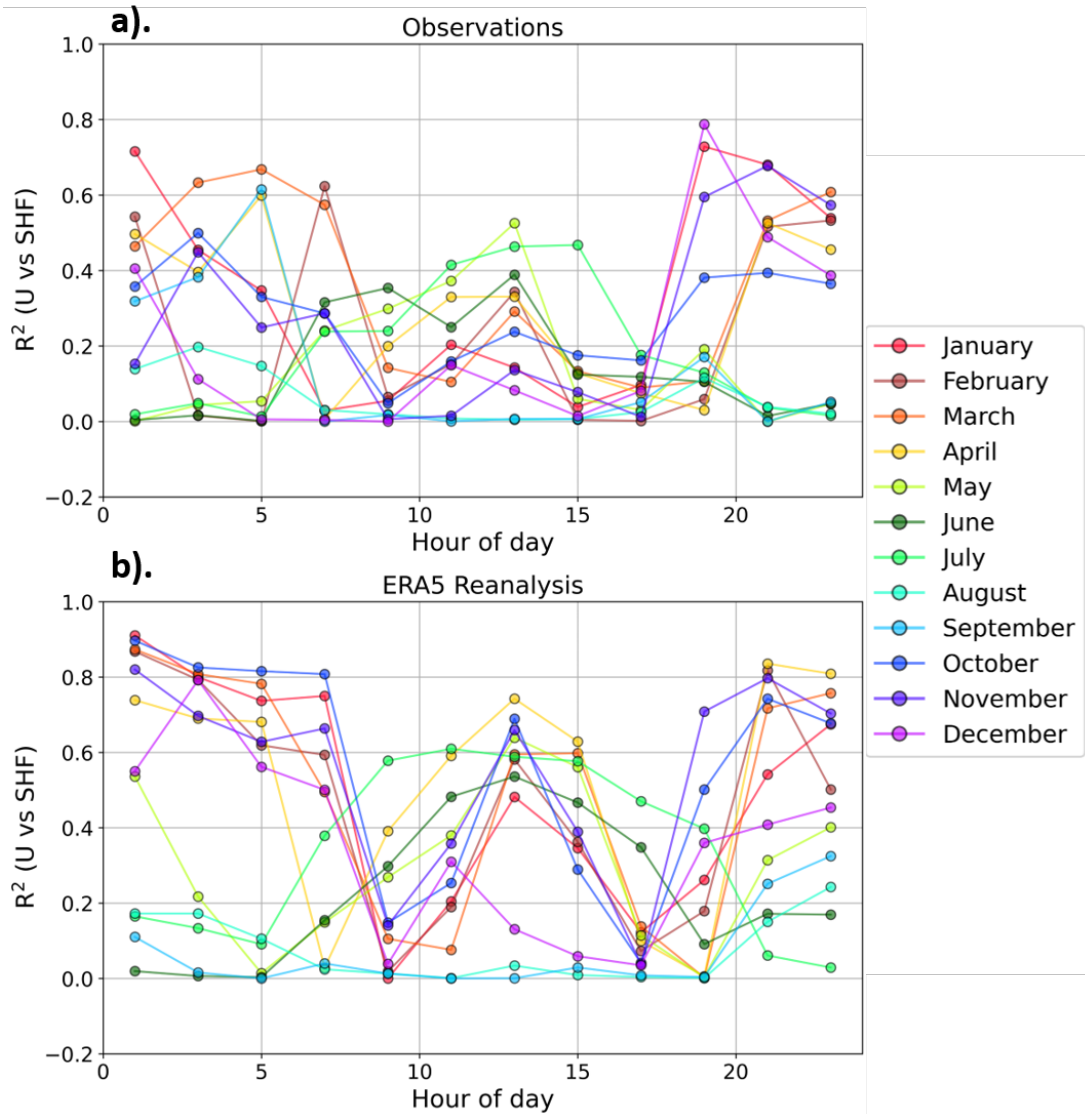 a).
Observations
1.0
0.8
0.6
0.4
0.2
0.0
−0.2
R² (U vs SHF)
0 5 10 15 20
Hour of day
January
February
March
April
May
June
July
August
September
October
November
December
b).
ERA5 Reanalysis
1.0
0.8
0.6
0.4
0.2
0.0
−0.2
R² (U vs SHF)
0 5 10 15 20
Hour of day